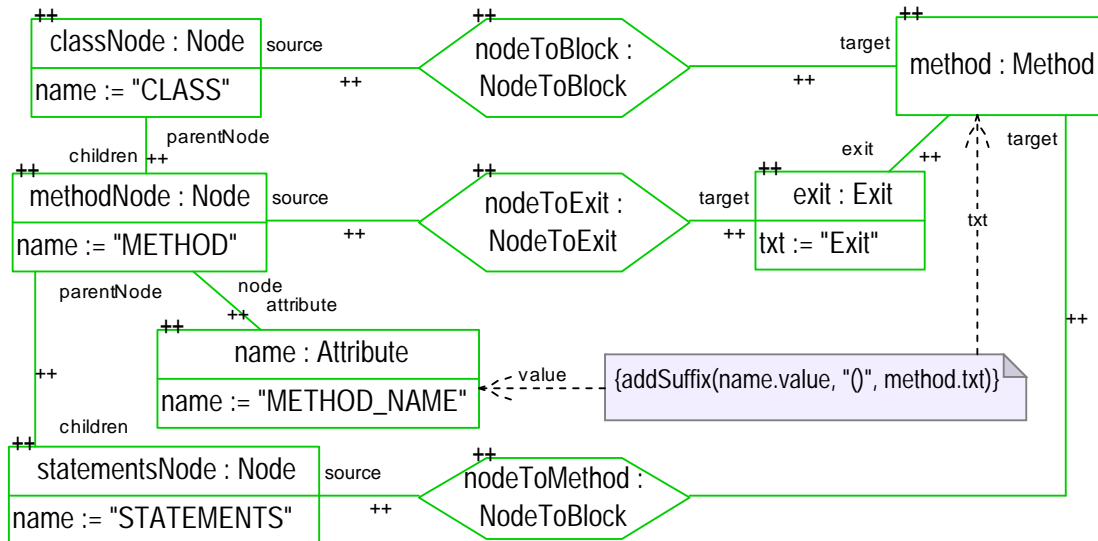 ++
classNode : Node
name := "CLASS"
source
++
++
nodeToBlock :
NodeToBlock
target
++
++
method : Method
parentNode
children
++
++
methodNode : Node
name := "METHOD"
source
++
++
nodeToExit :
NodeToExit
target
++
exit
++
++
exit : Exit
txt := "Exit"
target
txt
++
parentNode
node
attribute
++
++
name : Attribute
name := "METHOD_NAME"
value
{addSuffix(name.value, "()", method.txt)}
++
children
++
statementsNode : Node
name := "STATEMENTS"
source
++
++
nodeToMethod :
NodeToBlock